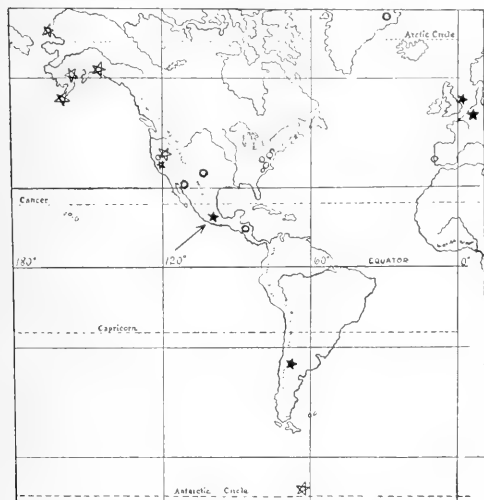 Arctic Circle
Cancer
180°
120°
60°
EQUATOR
0°
Capricorn
Antarctic Circle